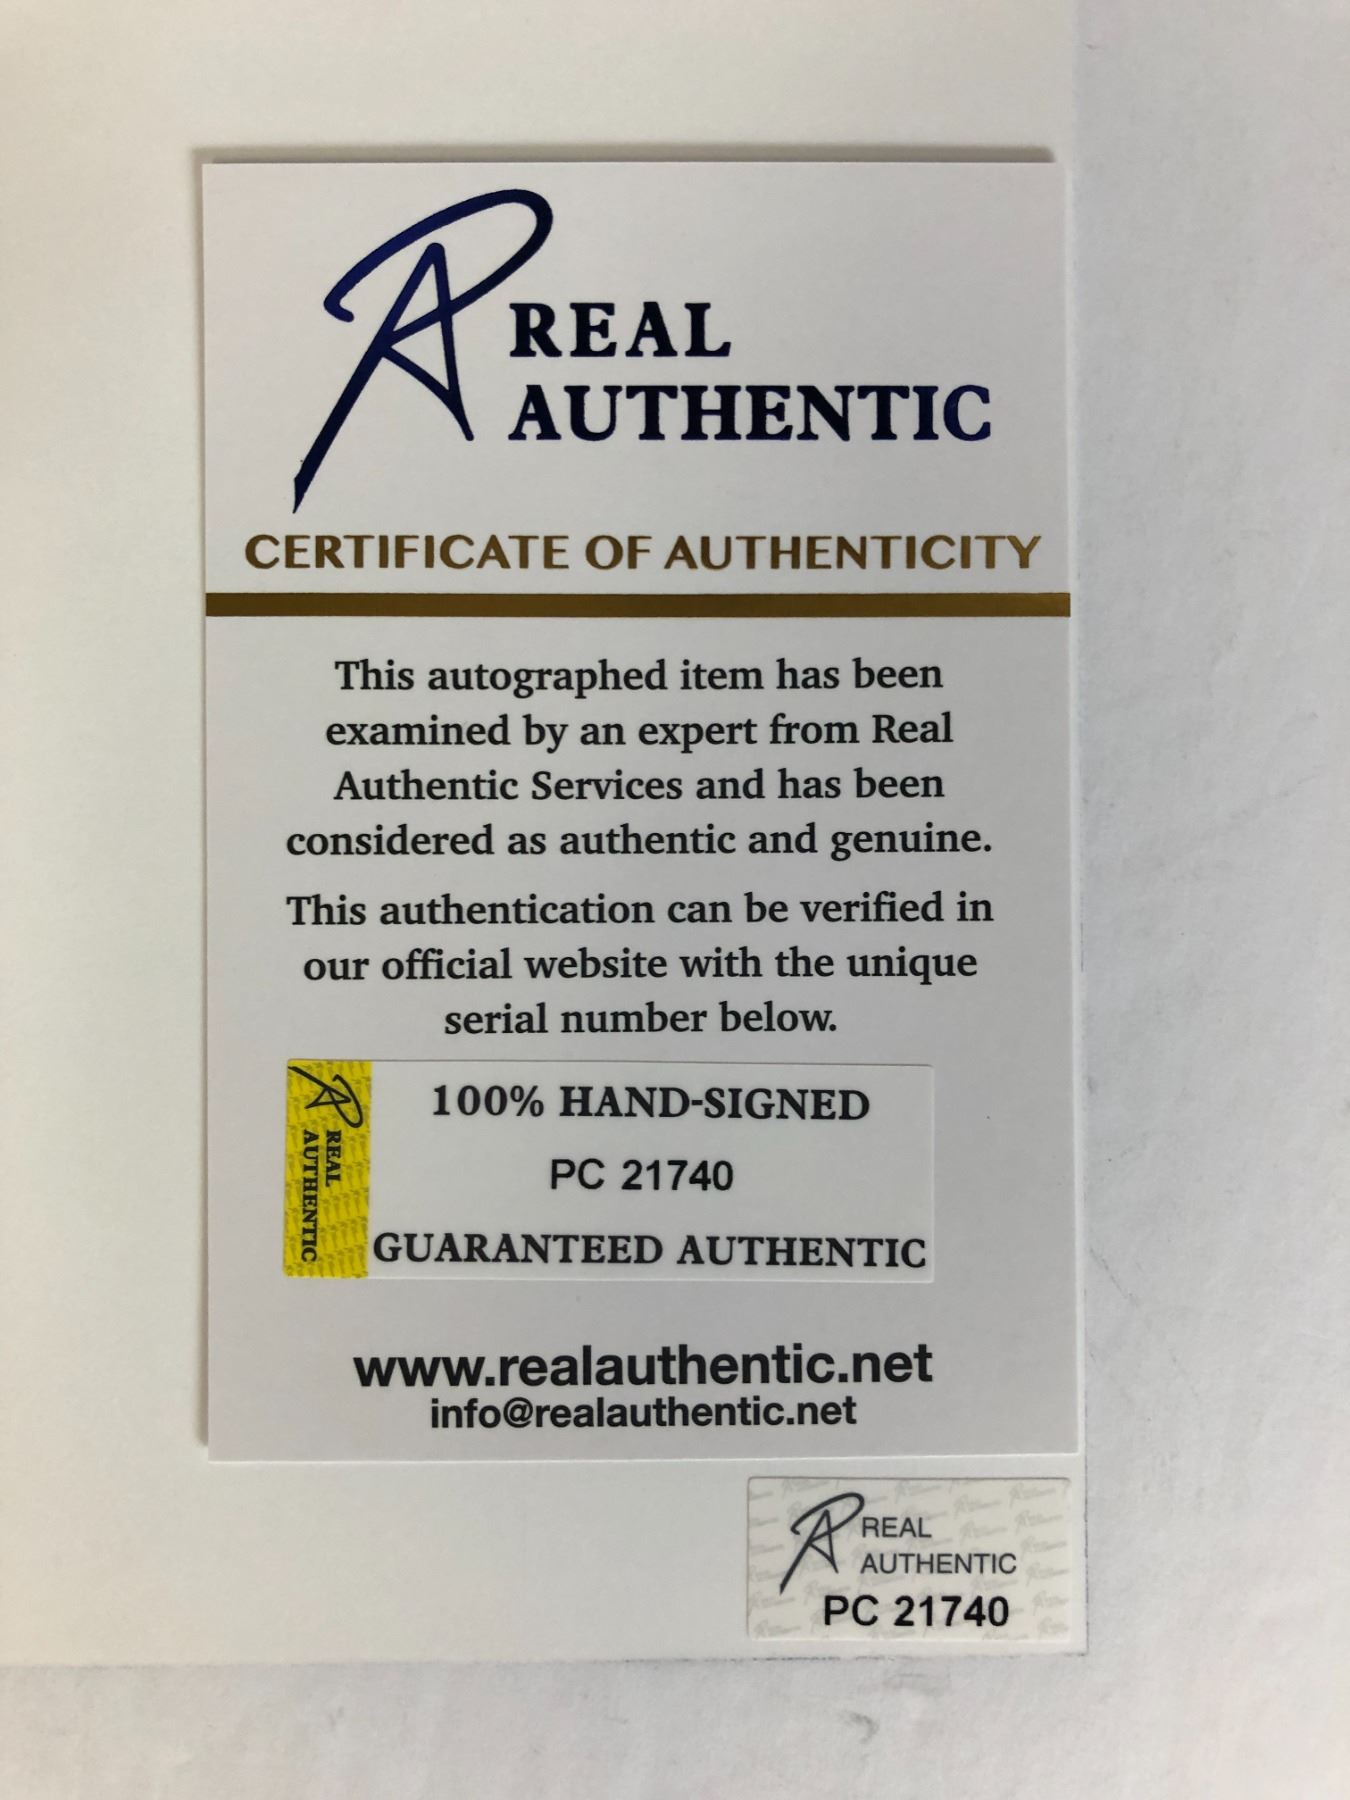 REAL
AUTHENTIC
CERTIFICATE OF AUTHENTICITY
This autographed item has been
examined by an expert from Real
Authentic Services and has been
considered as authentic and genuine.
This authentication can be verified in
our official website with the unique
serial number below.
REAL
AUTHENTIC
100% HAND-SIGNED
PC 21740
GUARANTEED AUTHENTIC
www.realauthentic.net
info@realauthentic.net
REAL
AUTHENTIC
PC 21740